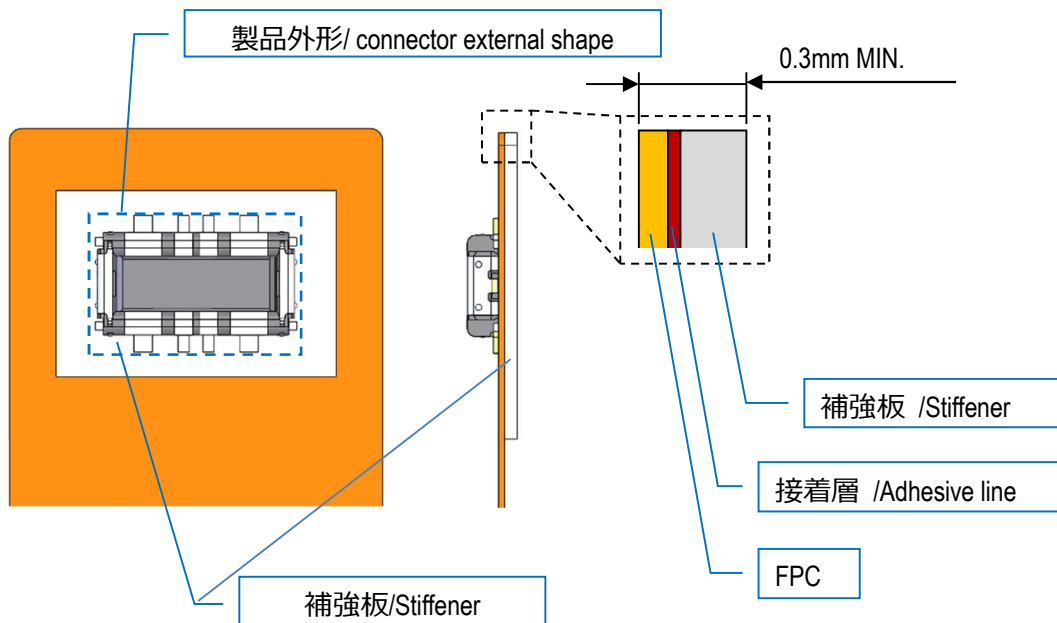 製品外形/ connector external shape
0.3mm MIN.
補強板 /Stiffener
接着層 /Adhesive line
FPC
補強板/Stiffener